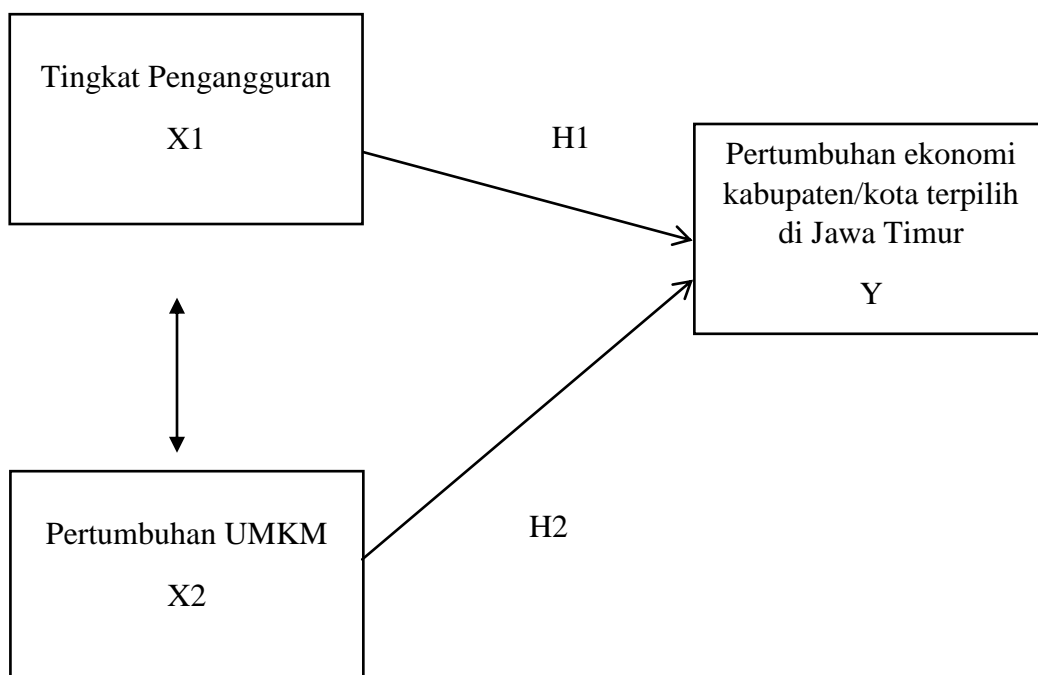 Tingkat Pengangguran
X1
H1
Pertumbuhan ekonomi
kabupaten/kota terpilih
di Jawa Timur
Y
Pertumbuhan UMKM
X2
H2